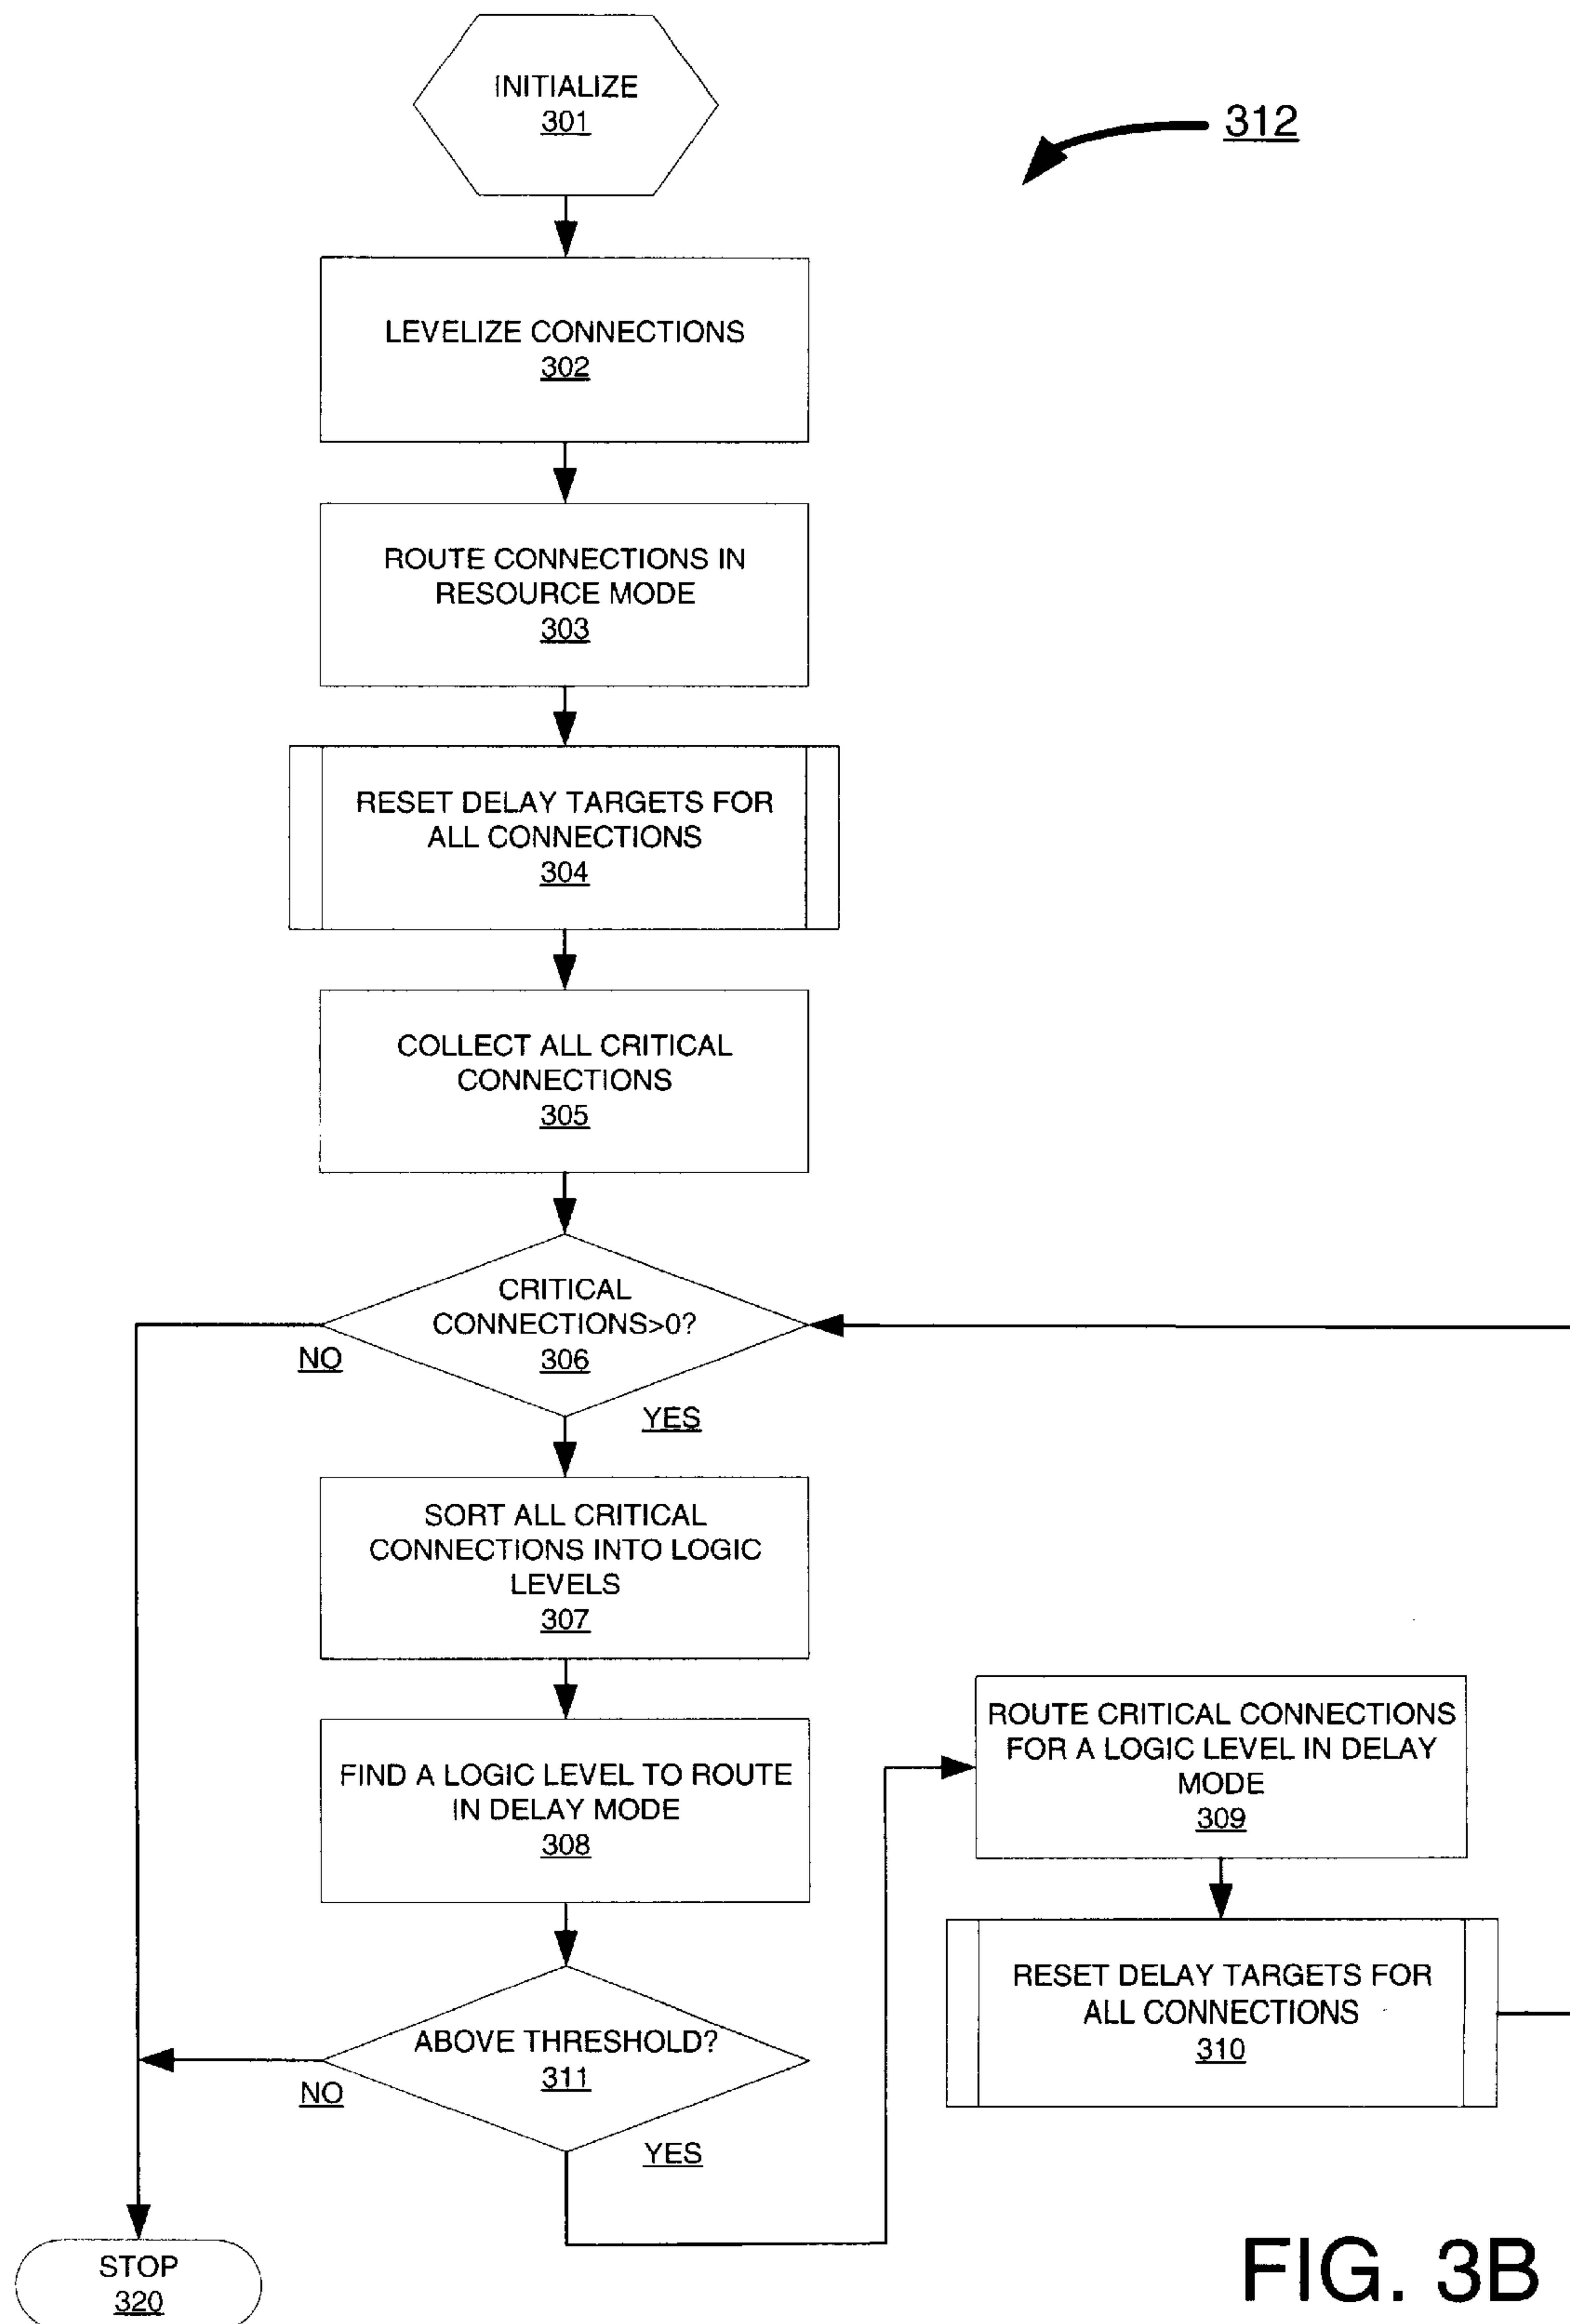 INITIALIZE
301
312
LEVELIZE CONNECTIONS
302
ROUTE CONNECTIONS IN
RESOURCE MODE
303
RESET DELAY TARGETS FOR
ALL CONNECTIONS
304
COLLECT ALL CRITICAL
CONNECTIONS
305
CRITICAL
CONNECTIONS>0?
306
NO
YES
SORT ALL CRITICAL
CONNECTIONS INTO LOGIC
LEVELS
307
FIND A LOGIC LEVEL TO ROUTE
IN DELAY MODE
308
ABOVE THRESHOLD?
311
NO
YES
ROUTE CRITICAL CONNECTIONS
FOR A LOGIC LEVEL IN DELAY
MODE
309
RESET DELAY TARGETS FOR
ALL CONNECTIONS
310
STOP
320
FIG. 3B